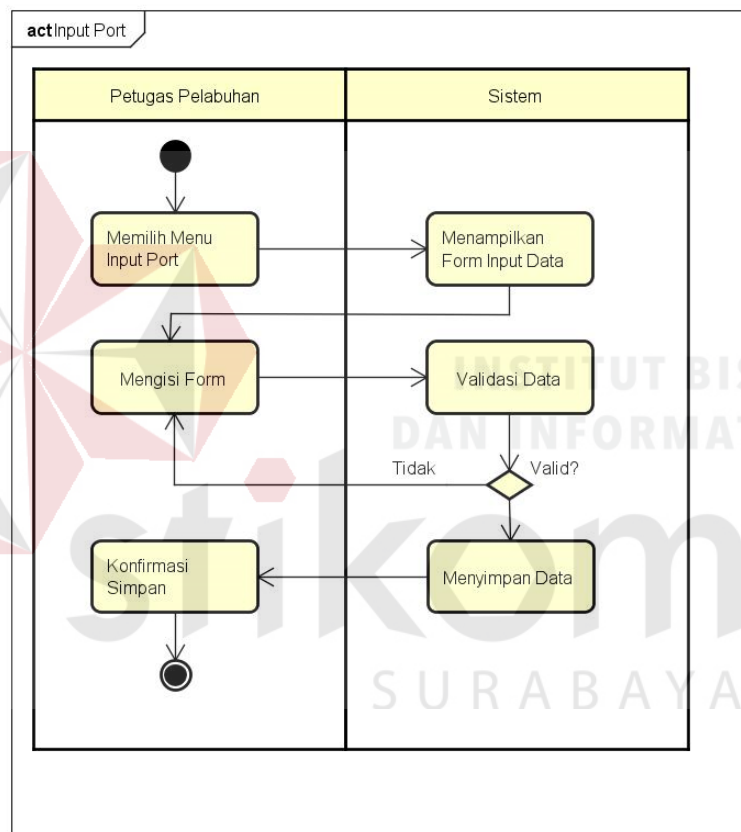 act Input Port
Petugas Pelabuhan
Sistem
Memilih Menu
Input Port
Menampilkan
Form Input Data
Mengisi Form
Validasi Data
INSTITUT BIS
DAN INFORMAT
Tidak
Valid?
stikom
Konfirmasi
Simpan
Menyimpan Data
SURABAYA